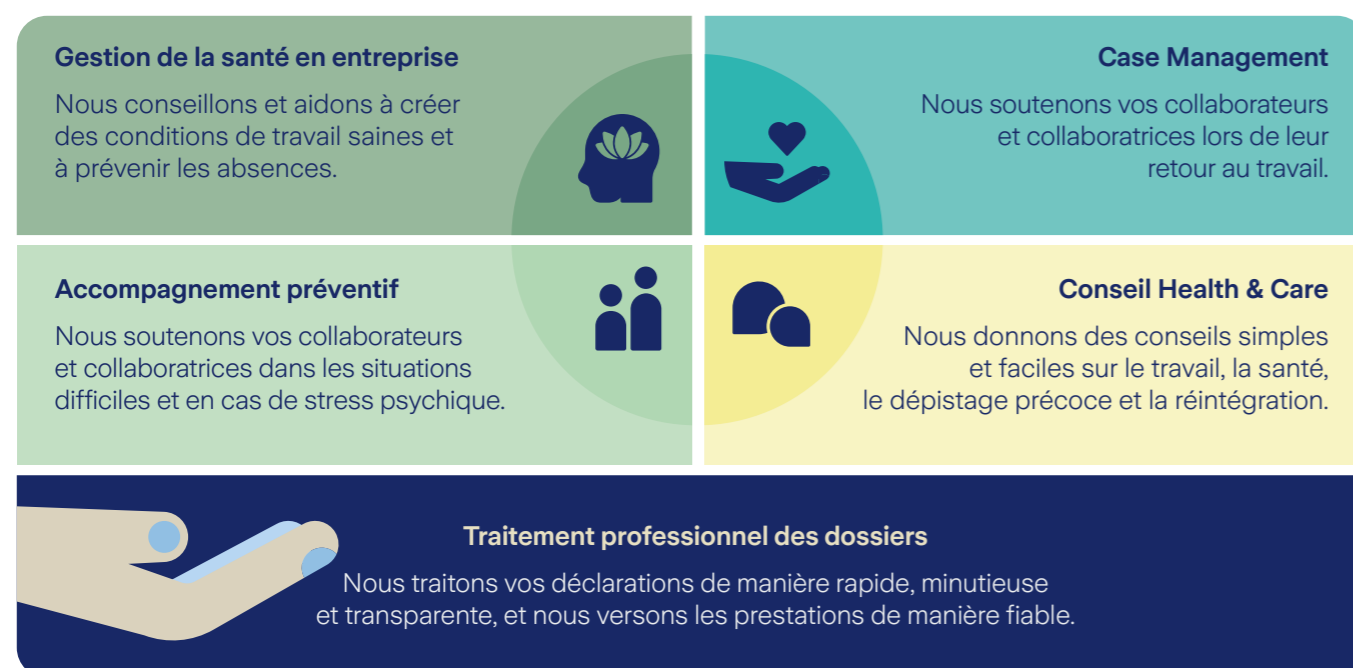 Gestion de la santé en entreprise
Nous conseillons et aidons à créer
des conditions de travail saines et
à prévenir les absences.
Case Management
Nous soutenons vos collaborateurs
et collaboratrices lors de leur
retour au travail.
Accompagnement préventif
Nous soutenons vos collaborateurs
et collaboratrices dans les situations
difficiles et en cas de stress psychique.
Conseil Health & Care
Nous donnons des conseils simples
et faciles sur le travail, la santé,
le dépistage précoce et la réintégration.
Traitement professionnel des dossiers
Nous traitons vos déclarations de manière rapide, minutieuse
et transparente, et nous versons les prestations de manière fiable.